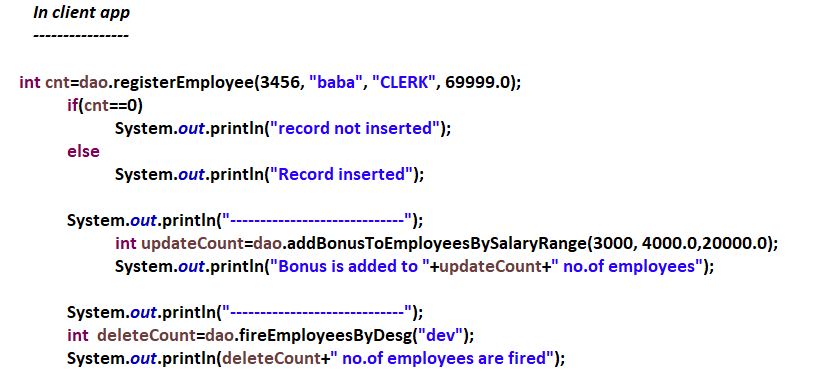 In client app
----------------
int cnt=dao.registerEmployee(3456, "baba", "CLERK", 69999.0);
if(cnt==0)
System.out.println("record not inserted");
else
System.out.println("Record inserted");
System.out.println("------------------------------");
int updateCount=dao.addBonusToEmployeesBySalaryRange(3000, 4000.0,20000.0);
System.out.println("Bonus is added to "+updateCount+" no.of employees");
System.out.println("------------------------------");
int  deleteCount=dao.fireEmployeesByDesg("dev");
System.out.println(deleteCount+" no.of employees are fired");